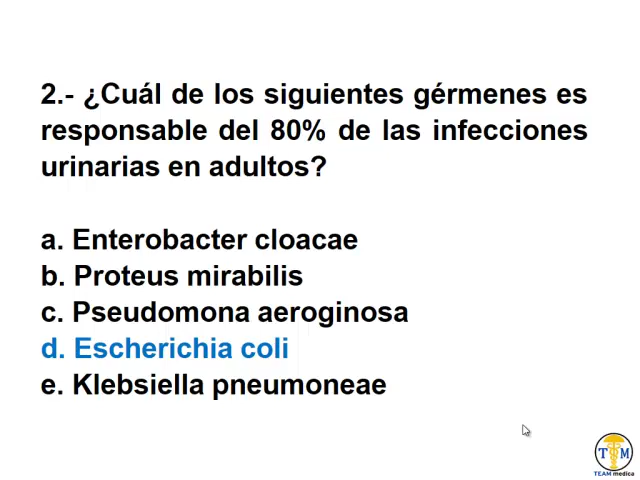 2.- ¿Cuál de los siguientes gérmenes es
responsable del 80% de las infecciones
urinarias en adultos?
a. Enterobacter cloacae
b. Proteus mirabilis
c. Pseudomona aeroginosa
d. Escherichia coli
e. Klebsiella pneumoneae
T M
TEAM medica